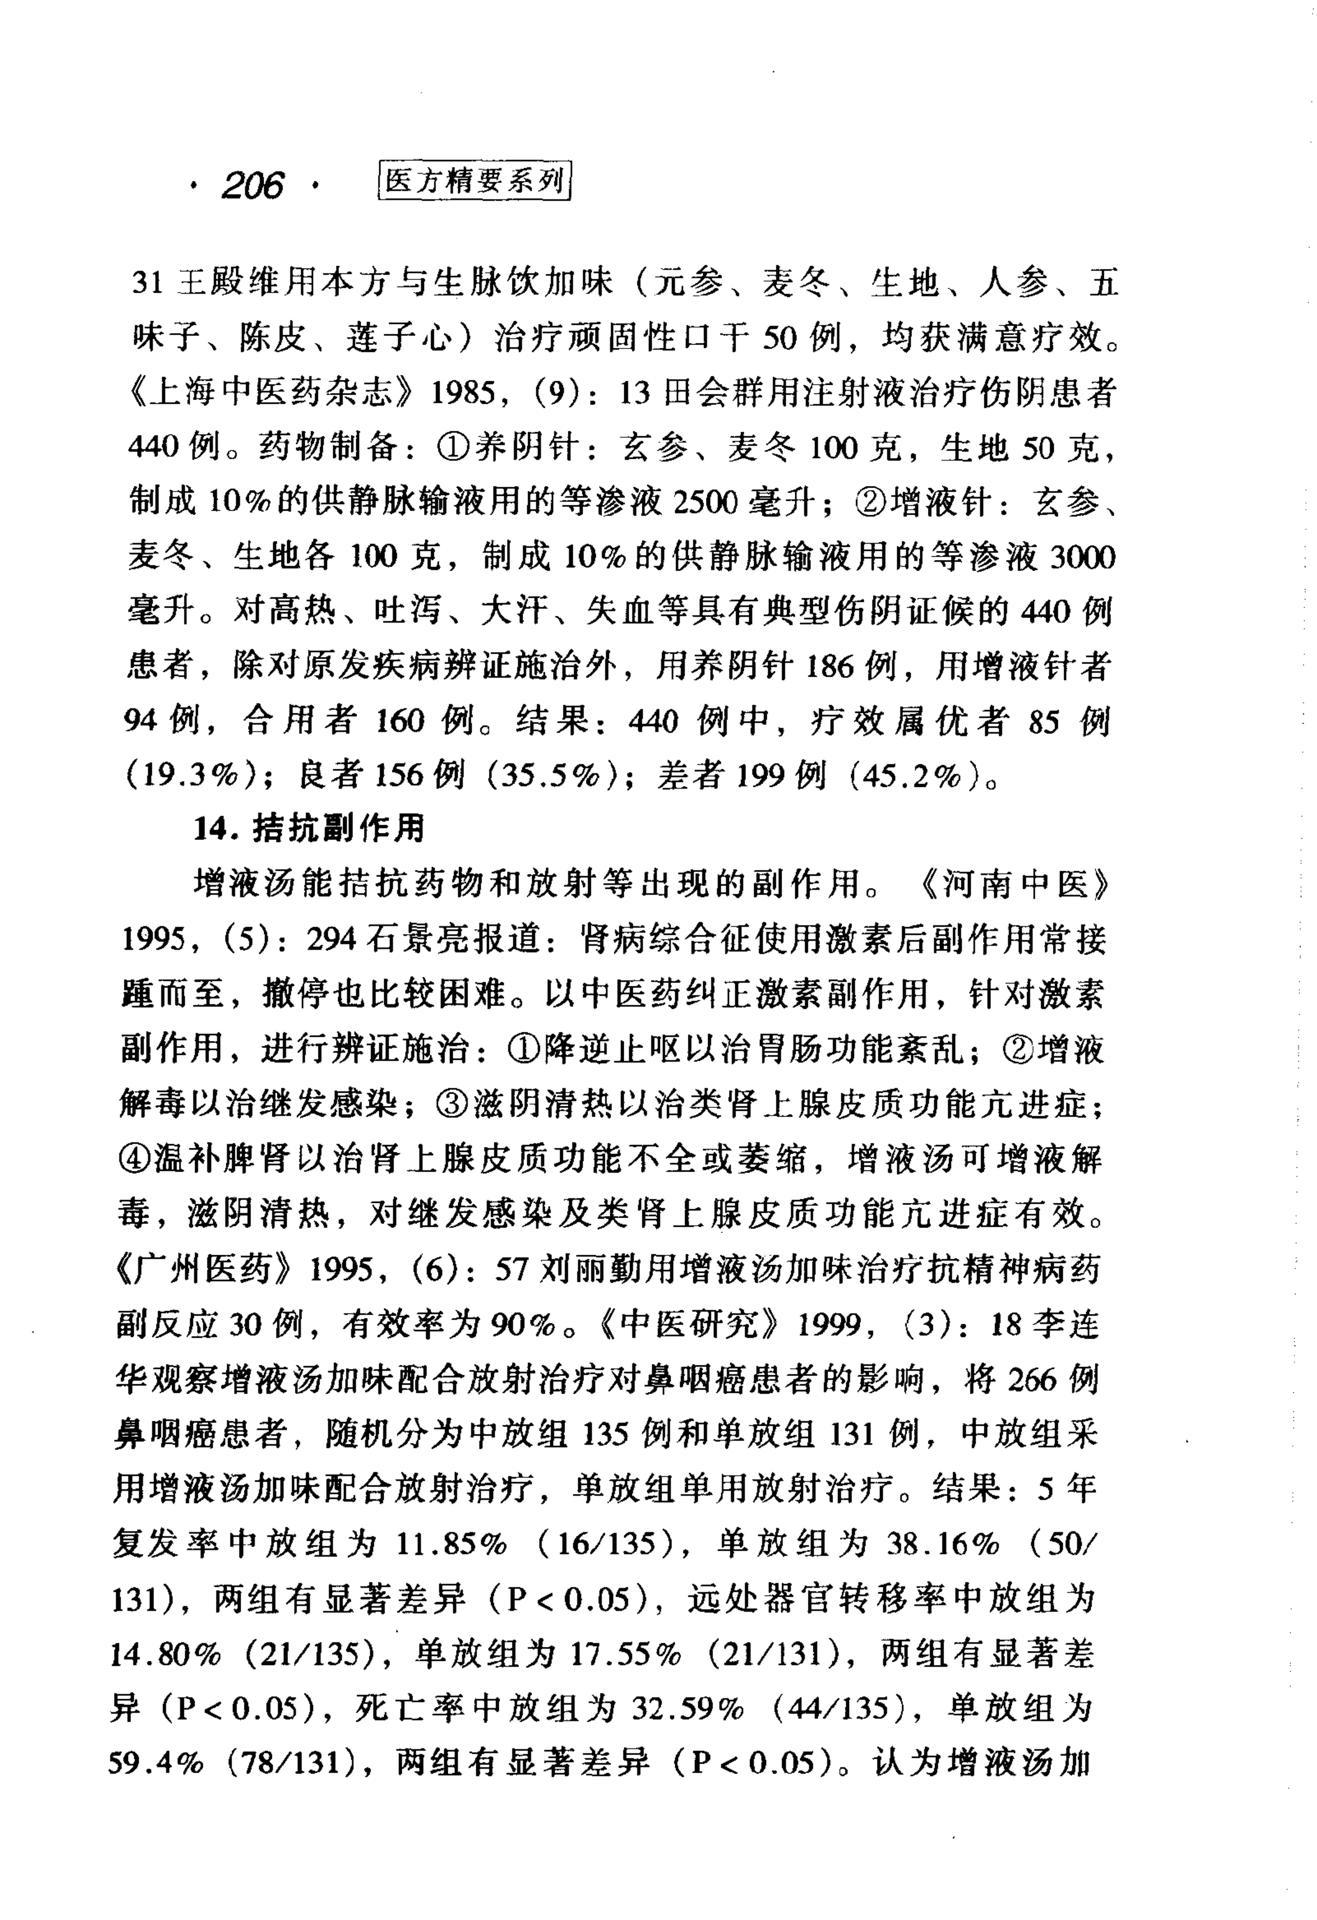 · 206 · 医方精要系列
31 王殿维用本方与生脉饮加味（元参、麦冬、生地、人参、五
味子、陈皮、莲子心）治疗顽固性口干 50 例，均获满意疗效。
《上海中医药杂志》1985，（9）：13 田会群用注射液治疗伤阴患者
440 例。药物制备：①养阴针：玄参、麦冬 100 克，生地 50 克，
制成 10%的供静脉输液用的等渗液 2500 毫升；②增液针：玄参、
麦冬、生地各 100 克，制成 10%的供静脉输液用的等渗液 3000
毫升。对高热、吐泻、大汗、失血等具有典型伤阴证候的 440 例
患者，除对原发疾病辨证施治外，用养阴针 186 例，用增液针者
94 例，合用者 160 例。结果：440 例中，疗效属优者 85 例
（19.3%）；良者 156 例（35.5%）；差者 199 例（45.2%）。
14. 拮抗副作用
增液汤能拮抗药物和放射等出现的副作用。《河南中医》
1995，（5）：294 石景亮报道：肾病综合征使用激素后副作用常接
踵而至，撤停也比较困难。以中医药纠正激素副作用，针对激素
副作用，进行辨证施治：①降逆止呕以治胃肠功能紊乱；②增液
解毒以治继发感染；③滋阴清热以治类肾上腺皮质功能亢进症；
④温补脾肾以治肾上腺皮质功能不全或萎缩，增液汤可增液解
毒，滋阴清热，对继发感染及类肾上腺皮质功能亢进症有效。
《广州医药》1995，（6）：57 刘丽勤用增液汤加味治疗抗精神病药
副反应 30 例，有效率为 90%。《中医研究》1999，（3）：18 李连
华观察增液汤加味配合放射治疗对鼻咽癌患者的影响，将 266 例
鼻咽癌患者，随机分为中放组 135 例和单放组 131 例，中放组采
用增液汤加味配合放射治疗，单放组单用放射治疗。结果：5 年
复发率中放组为 11.85%（16/135），单放组为 38.16%（50/
131），两组有显著差异（P＜0.05），远处器官转移率中放组为
14.80%（21/135），单放组为 17.55%（21/131），两组有显著差
异（P＜0.05），死亡率中放组为 32.59%（44/135），单放组为
59.4%（78/131），两组有显著差异（P＜0.05）。认为增液汤加